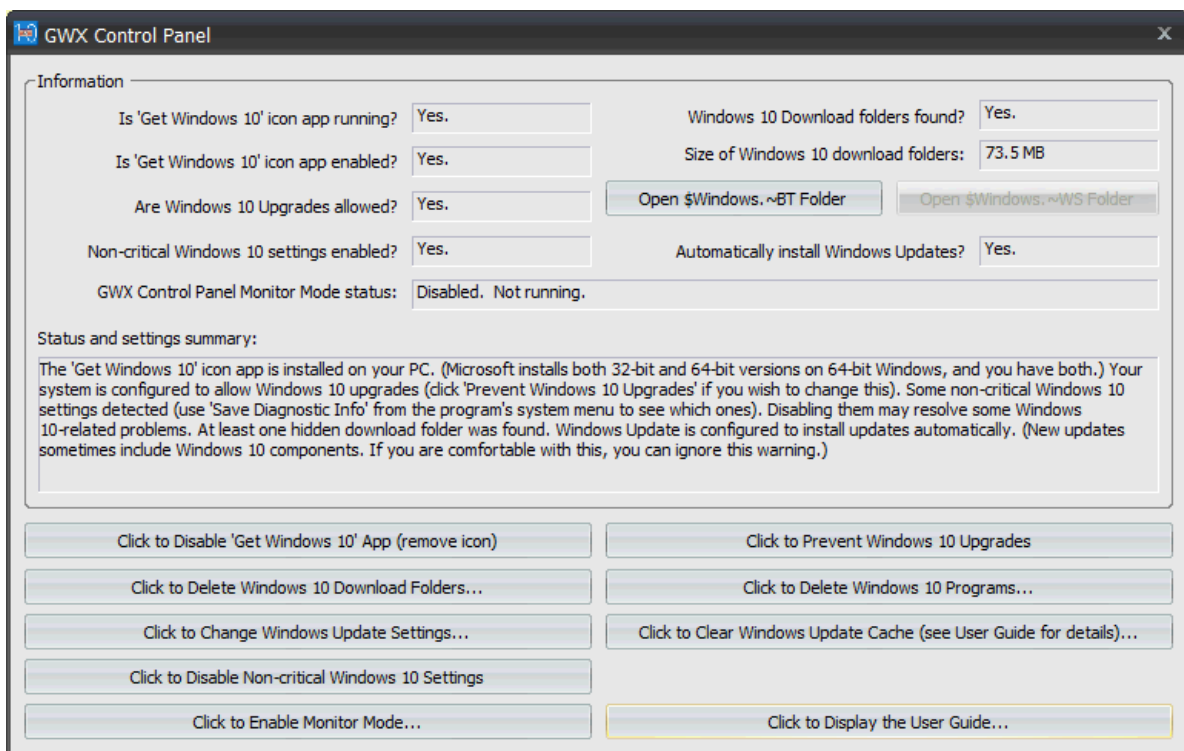 GWX Control Panel
X
Information
Is 'Get Windows 10' icon app running? Yes.
Windows 10 Download folders found? Yes.
Is 'Get Windows 10' icon app enabled? Yes.
Size of Windows 10 download folders: 73.5 MB
Are Windows 10 Upgrades allowed? Yes.
Open $Windows.~BT Folder
Open $Windows.~WS Folder
Non-critical Windows 10 settings enabled? Yes.
Automatically install Windows Updates? Yes.
GWX Control Panel Monitor Mode status: Disabled. Not running.
Status and settings summary:
The 'Get Windows 10' icon app is installed on your PC. (Microsoft installs both 32-bit and 64-bit versions on 64-bit Windows, and you have both.) Your
system is configured to allow Windows 10 upgrades (click 'Prevent Windows 10 Upgrades' if you wish to change this). Some non-critical Windows 10
settings detected (use 'Save Diagnostic Info' from the program's system menu to see which ones). Disabling them may resolve some Windows
10-related problems. At least one hidden download folder was found. Windows Update is configured to install updates automatically. (New updates
sometimes include Windows 10 components. If you are comfortable with this, you can ignore this warning.)
Click to Disable 'Get Windows 10' App (remove icon)
Click to Prevent Windows 10 Upgrades
Click to Delete Windows 10 Download Folders...
Click to Delete Windows 10 Programs...
Click to Change Windows Update Settings...
Click to Clear Windows Update Cache (see User Guide for details)...
Click to Disable Non-critical Windows 10 Settings
Click to Enable Monitor Mode...
Click to Display the User Guide...